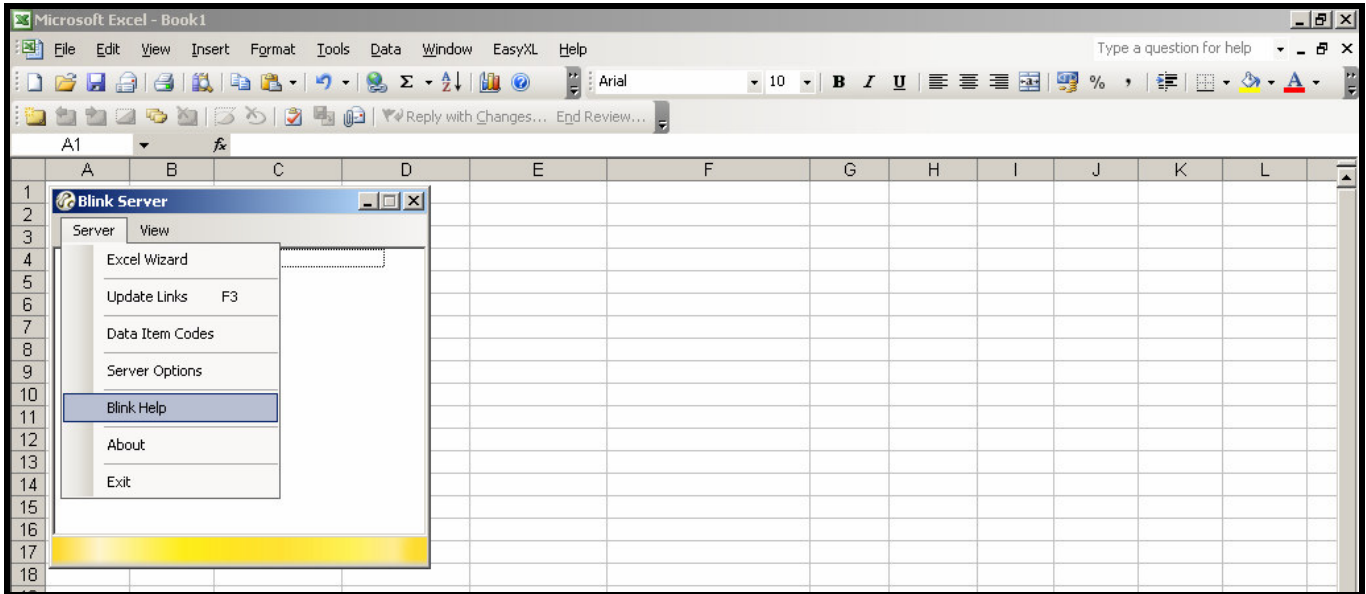 Microsoft Excel - Book1
File Edit View Insert Format Tools Data Window EasyXL Help Type a question for help
Σ Arial 10 B I U % , A
Reply with Changes... End Review...
A1 fx
A B C D E F G H I J K L
1
Blink Server
2
Server View
3
4 Excel Wizard
5
6 Update Links F3
7 Data Item Codes
8
9 Server Options
10
11 Blink Help
12 About
13
14 Exit
15
16
17
18